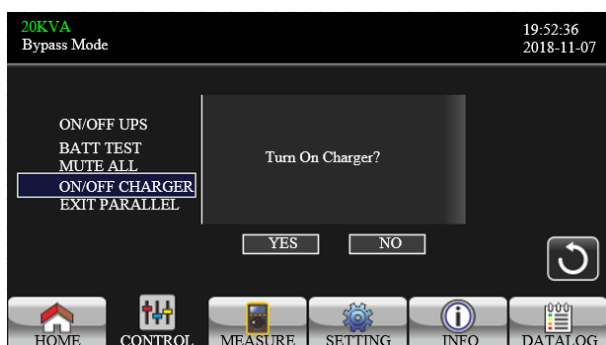 20KVA
Bypass Mode
19:52:36
2018-11-07
ON/OFF UPS
BATT TEST
MUTE ALL
ON/OFF CHARGER
EXIT PARALLEL
Turn On Charger?
YES NO
HOME CONTROL MEASURE SETTING INFO DATALOG